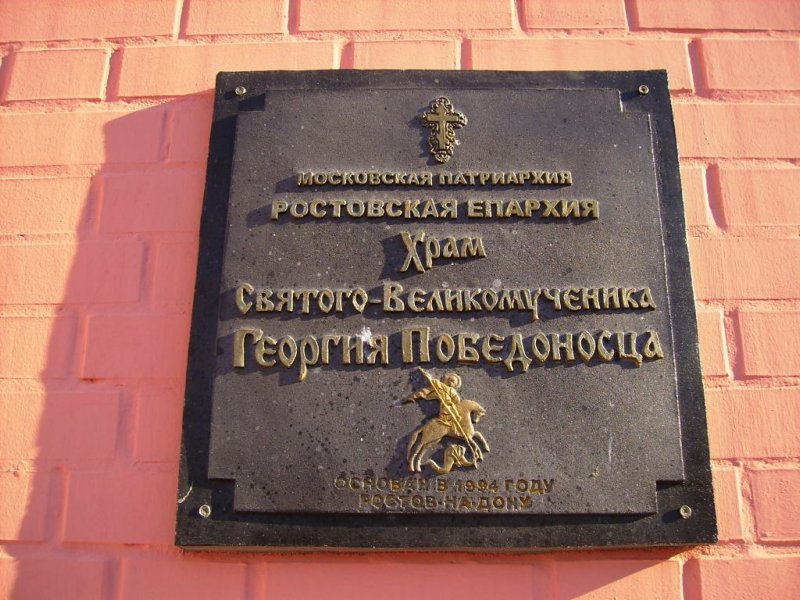 МОСКОВСКАЯ ПАТРИАРХИЯ
РОСТОВСКАЯ ЕПАРХИЯ
Храм
Святого-Великомученика
Георгия Победоносца
ОСНОВАН В 1994 ГОДУ
РОСТОВ-НА-ДОНУ